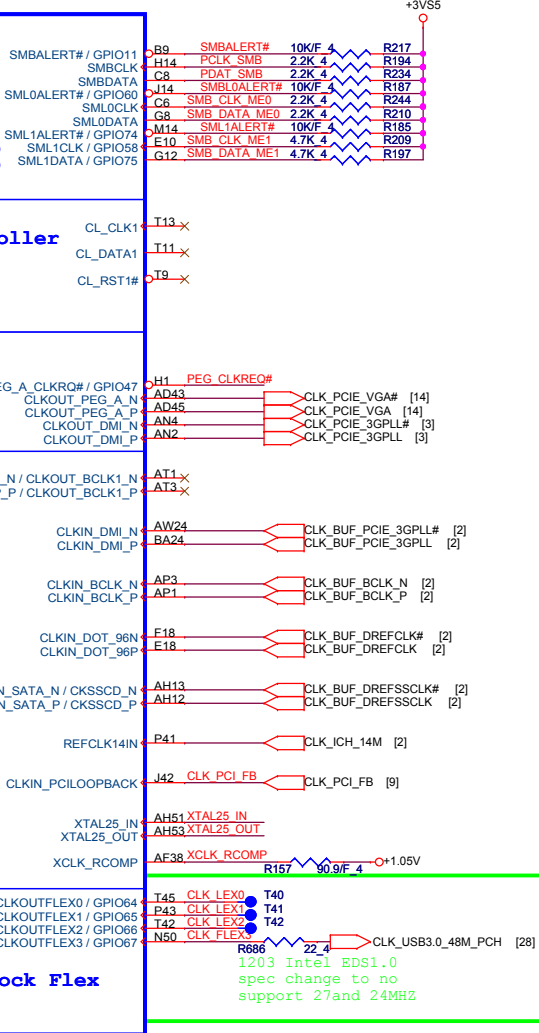 +3VS5
SMBALERT# / GPIO11 B9 SMBALERT# 10K/F_4 R217
SMBCLK H14 PCLK_SMB 2.2K_4 R194
SMBDATA C8 PDAT_SMB 2.2K_4 R234
SML0ALERT# / GPIO60 J14 SMBL0ALERT# 10K/F_4 R187
SML0CLK C6 SMB_CLK_ME0 2.2K_4 R244
SML0DATA G8 SMB_DATA_ME0 2.2K_4 R210
SML1ALERT# / GPIO74 M14 SML1ALERT# 10K/F_4 R185
SML1CLK / GPIO58 E10 SMB_CLK_ME1 4.7K_4 R209
SML1DATA / GPIO75 G12 SMB_DATA_ME1 4.7K_4 R197
CL_CLK1 T13
oller
CL_DATA1 T11
CL_RST1# T9
EG_A_CLKRQ# / GPIO47 H1 PEG_CLKREQ#
CLKOUT_PEG_A_N AD43 CLK_PCIE_VGA# [14]
CLKOUT_PEG_A_P AD45 CLK_PCIE_VGA [14]
CLKOUT_DMI_N AN4 CLK_PCIE_3GPLL# [3]
CLKOUT_DMI_P AN2 CLK_PCIE_3GPLL [3]
_N / CLKOUT_BCLK1_N AT1
P_P / CLKOUT_BCLK1_P AT3
CLKIN_DMI_N AW24 CLK_BUF_PCIE_3GPLL# [2]
CLKIN_DMI_P BA24 CLK_BUF_PCIE_3GPLL [2]
CLKIN_BCLK_N AP3 CLK_BUF_BCLK_N [2]
CLKIN_BCLK_P AP1 CLK_BUF_BCLK_P [2]
CLKIN_DOT_96N F18 CLK_BUF_DREFCLK# [2]
CLKIN_DOT_96P E18 CLK_BUF_DREFCLK [2]
N_SATA_N / CKSSCD_N AH13 CLK_BUF_DREFSSCLK# [2]
N_SATA_P / CKSSCD_P AH12 CLK_BUF_DREFSSCLK [2]
REFCLK14IN P41 CLK_ICH_14M [2]
CLKIN_PCILOOPBACK J42 CLK_PCI_FB CLK_PCI_FB [9]
XTAL25_IN AH51 XTAL25_IN
XTAL25_OUT AH53 XTAL25_OUT
XCLK_RCOMP AF38 XCLK_RCOMP R157 90.9/F_4 +1.05V
CLKOUTFLEX0 / GPIO64 T45 CLK_LEX0 T40
CLKOUTFLEX1 / GPIO65 P43 CLK_LEX1 T41
CLKOUTFLEX2 / GPIO66 T42 CLK_LEX2 T42
CLKOUTFLEX3 / GPIO67 N50 CLK_FLEX3 R686 22_4 CLK_USB3.0_48M_PCH [28]
1203 Intel EDS1.0
spec change to no
support 27and 24MHZ
ock Flex